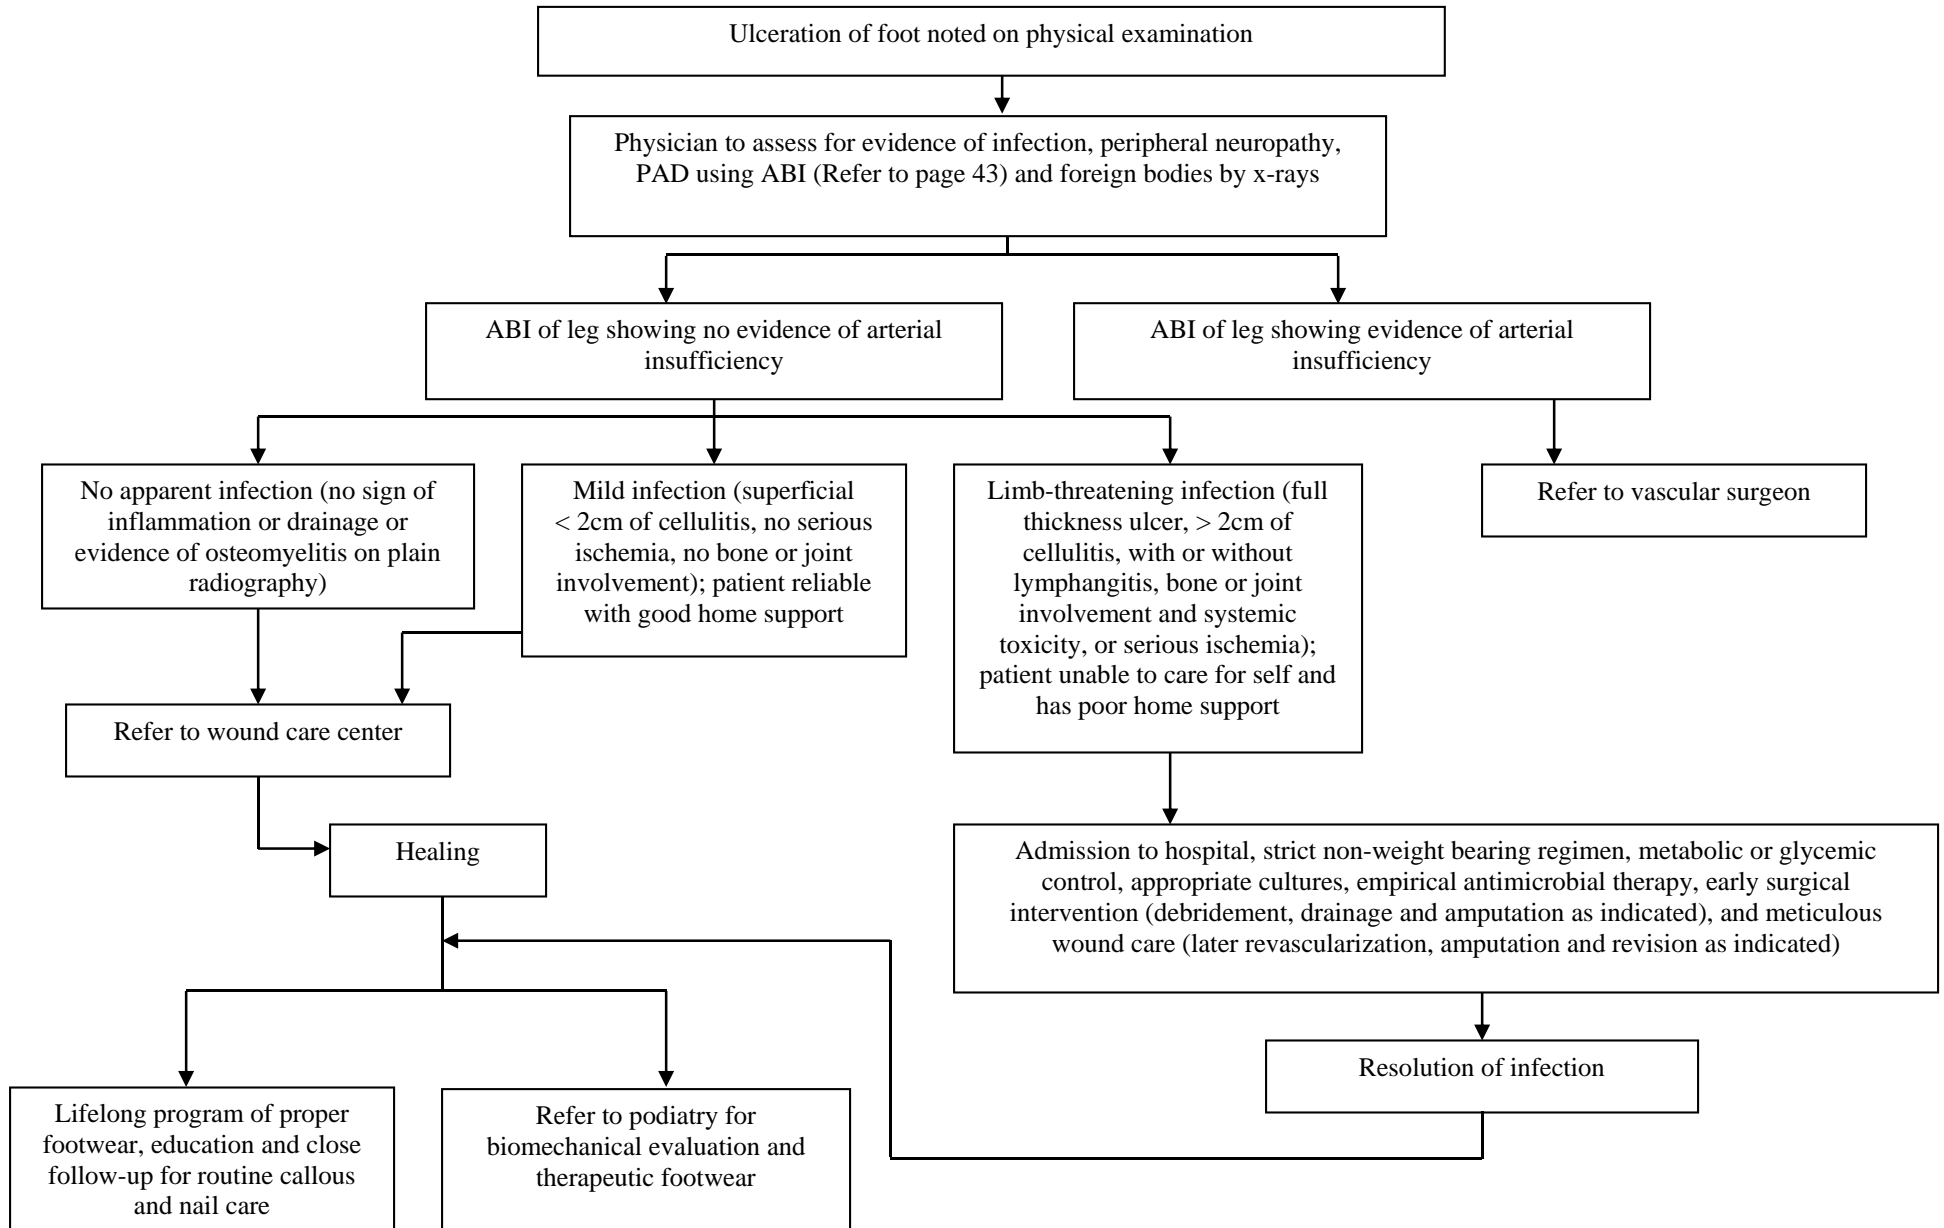 Ulceration of foot noted on physical examination
Physician to assess for evidence of infection, peripheral neuropathy,
PAD using ABI (Refer to page 43) and foreign bodies by x-rays
ABI of leg showing no evidence of arterial
insufficiency
ABI of leg showing evidence of arterial
insufficiency
No apparent infection (no sign of
inflammation or drainage or
evidence of osteomyelitis on plain
radiography)
Mild infection (superficial
< 2cm of cellulitis, no serious
ischemia, no bone or joint
involvement); patient reliable
with good home support
Limb-threatening infection (full
thickness ulcer, > 2cm of
cellulitis, with or without
lymphangitis, bone or joint
involvement and systemic
toxicity, or serious ischemia);
patient unable to care for self and
has poor home support
Refer to vascular surgeon
Refer to wound care center
Healing
Admission to hospital, strict non-weight bearing regimen, metabolic or glycemic
control, appropriate cultures, empirical antimicrobial therapy, early surgical
intervention (debridement, drainage and amputation as indicated), and meticulous
wound care (later revascularization, amputation and revision as indicated)
Resolution of infection
Lifelong program of proper
footwear, education and close
follow-up for routine callous
and nail care
Refer to podiatry for
biomechanical evaluation and
therapeutic footwear